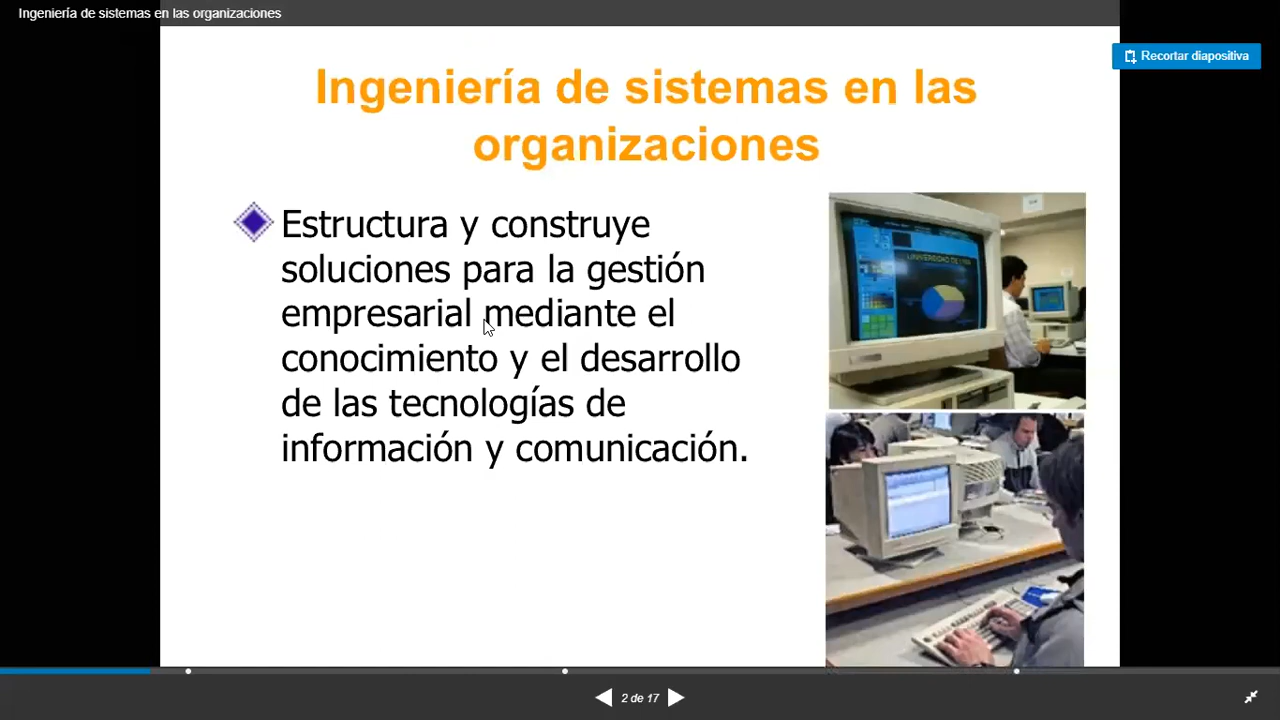 Ingeniería de sistemas en las organizaciones
Recortar diapositiva
Ingeniería de sistemas en las
organizaciones
Estructura y construye
soluciones para la gestión
empresarial mediante el
conocimiento y el desarrollo
de las tecnologías de
información y comunicación.
2 de 17